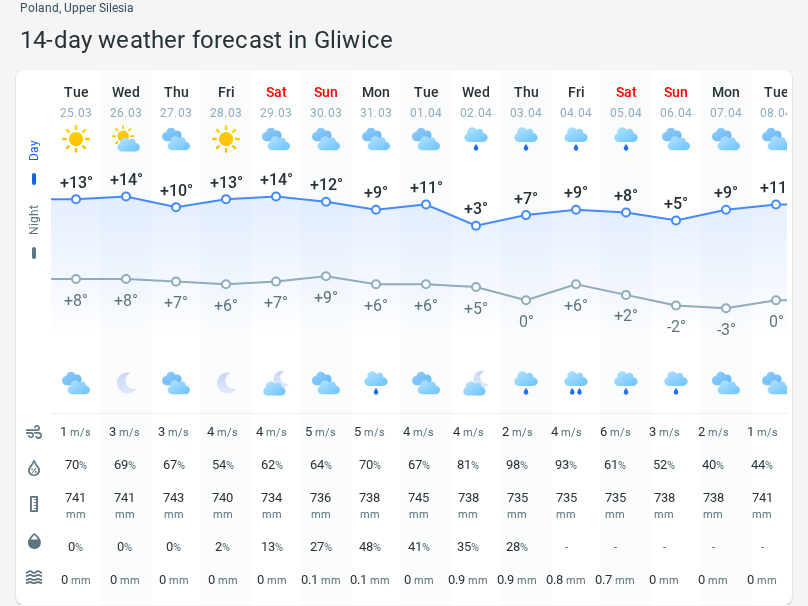 Poland, Upper Silesia
14-day weather forecast in Gliwice
Tue Wed Thu Fri Sat Sun Mon Tue Wed Thu Fri Sat Sun Mon Tue
25.03 26.03 27.03 28.03 29.03 30.03 31.03 01.04 02.04 03.04 04.04 05.04 06.04 07.04 08.04
Day
+13° +14° +10° +13° +14° +12° +9° +11° +3° +7° +9° +8° +5° +9° +11
Night
+8° +8° +7° +6° +7° +9° +6° +6° +5° 0° +6° +2° -2° -3° 0°
1 m/s 3 m/s 3 m/s 4 m/s 4 m/s 5 m/s 5 m/s 4 m/s 4 m/s 2 m/s 4 m/s 6 m/s 3 m/s 2 m/s 1 m/s
70% 69% 67% 54% 62% 64% 70% 67% 81% 98% 93% 61% 52% 40% 44%
741 741 743 740 734 736 738 745 738 735 735 735 738 738 741
mm mm mm mm mm mm mm mm mm mm mm mm mm mm mm
0% 0% 0% 2% 13% 27% 48% 41% 35% 28% - - - - -
0 mm 0 mm 0 mm 0 mm 0 mm 0.1 mm 0.1 mm 0 mm 0.9 mm 0.9 mm 0.8 mm 0.7 mm 0 mm 0 mm 0 mm